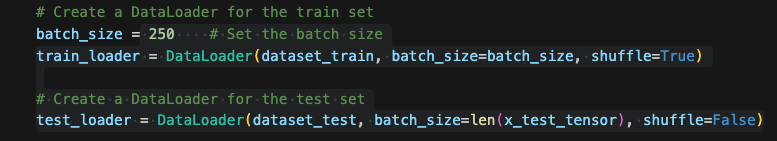 # Create a DataLoader for the train set
batch_size = 250    # Set the batch size
train_loader = DataLoader(dataset_train, batch_size=batch_size, shuffle=True)
# Create a DataLoader for the test set
test_loader = DataLoader(dataset_test, batch_size=len(x_test_tensor), shuffle=False)